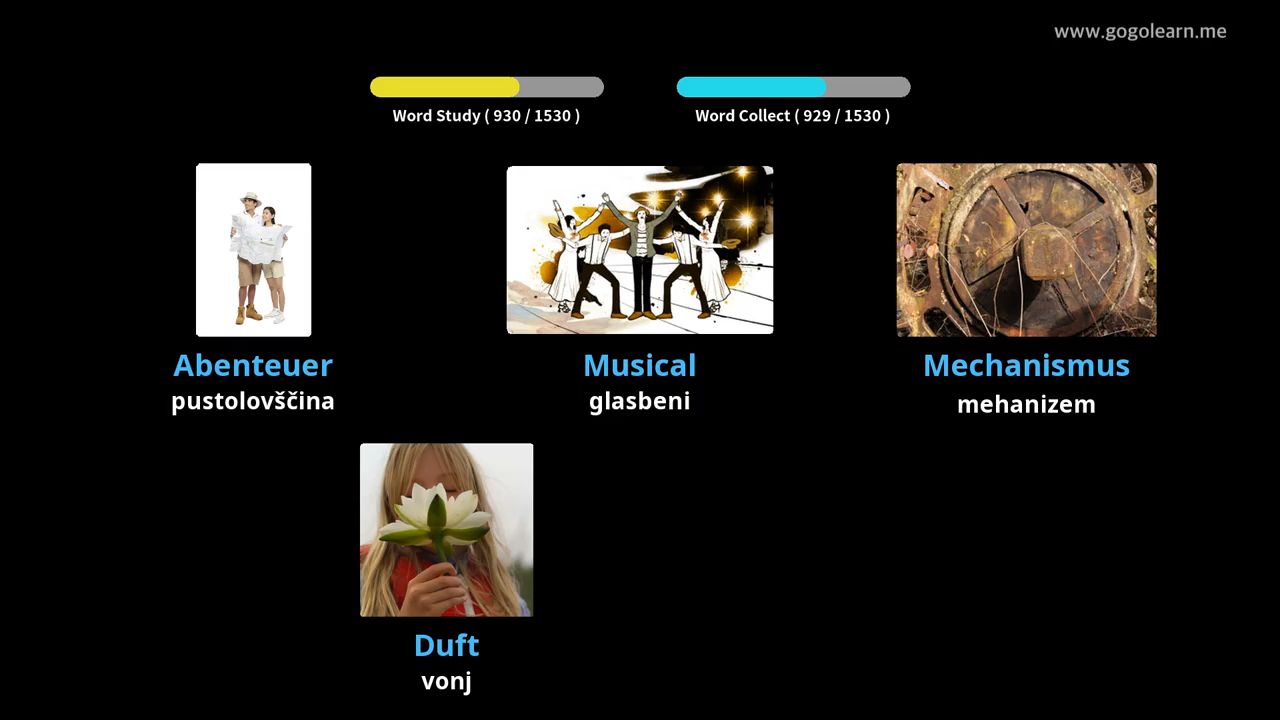 www.gogolearn.me
Word Study ( 930 / 1530 )
Word Collect ( 929 / 1530 )
Abenteuer
pustolovščina
Musical
glasbeni
Mechanismus
mehanizem
Duft
vonj